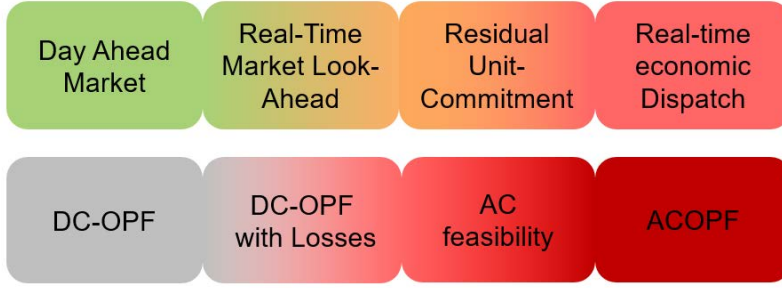 Day Ahead
Market
Real-Time
Market Look-
Ahead
Residual
Unit-
Commitment
Real-time
economic
Dispatch
DC-OPF
DC-OPF
with Losses
AC
feasibility
ACOPF